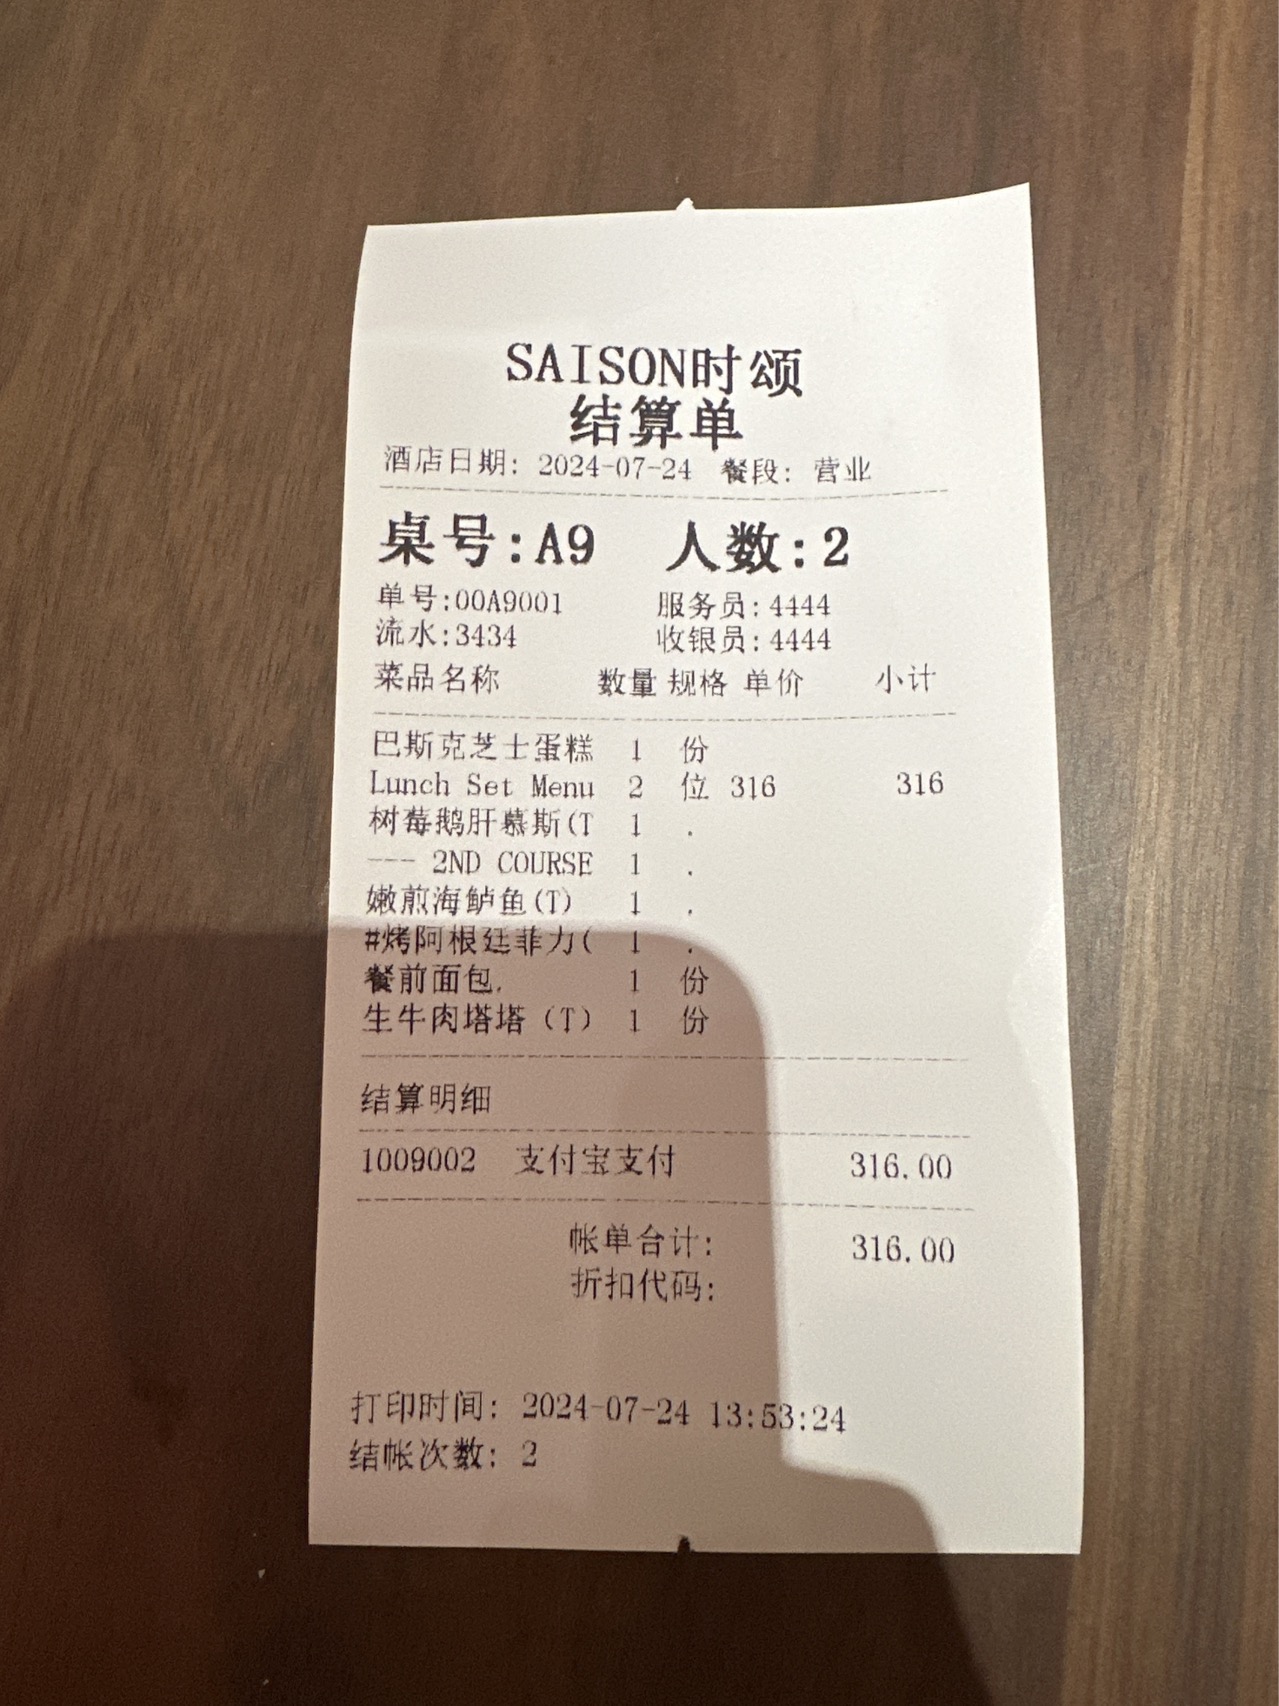 SAISON时颂
结算单
酒店日期: 2024-07-24 餐段: 营业
桌号:A9 人数:2
单号:00A9001 服务员:4444
流水:3434 收银员:4444
菜品名称 数量 规格 单价 小计
巴斯克芝士蛋糕 1 份
Lunch Set Menu 2 位 316 316
树莓鹅肝慕斯(T 1 .
--- 2ND COURSE 1 .
嫩煎海鲈鱼(T) 1 .
#烤阿根廷菲力( 1 .
餐前面包. 1 份
生牛肉塔塔 (T) 1 份
结算明细
1009002 支付宝支付 316.00
帐单合计: 316.00
折扣代码:
打印时间: 2024-07-24 13:53:24
结帐次数: 2